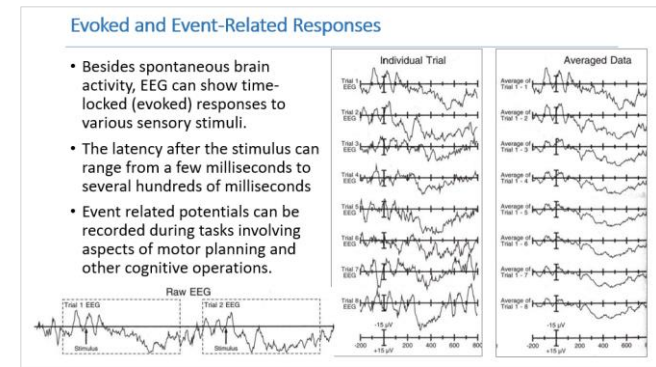 Evoked and Event-Related Responses
• Besides spontaneous brain
activity, EEG can show time-
locked (evoked) responses to
various sensory stimuli.
• The latency after the stimulus can
range from a few milliseconds to
several hundreds of milliseconds
• Event related potentials can be
recorded during tasks involving
aspects of motor planning and
other cognitive operations.
Raw EEG
Trial 1 EEG
Trial 2 EEG
Stimulus
Stimulus
Individual Trial
Trial 1
EEG
Trial 2
EEG
Trial 3
EEG
Trial 4
EEG
Trial 5
EEG
Trial 6
EEG
Trial 7
EEG
Trial 8
EEG
-15 μV
+15 μV
-200 200 400 600 800
Averaged Data
Average of
Trial 1 - 1
Average of
Trial 1 - 2
Average of
Trial 1 - 3
Average of
Trial 1 - 4
Average of
Trial 1 - 5
Average of
Trial 1 - 6
Average of
Trial 1 - 7
Average of
Trial 1 - 8
-15 μV
+15 μV
-200 200 400 600